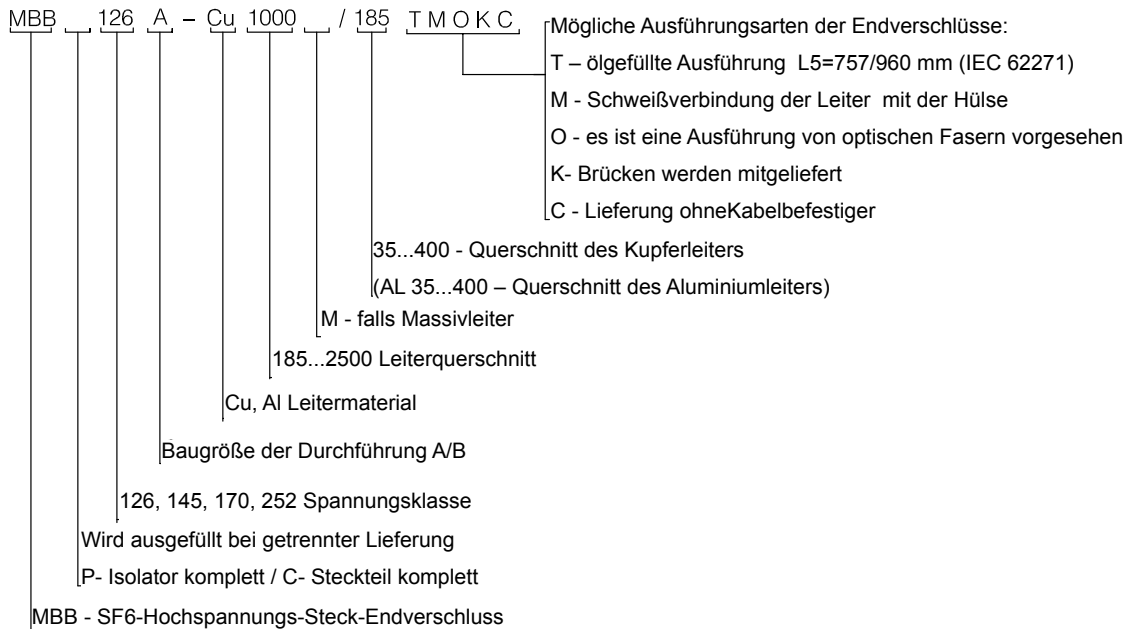 MBB _ 126 A – Cu 1000 _ / 185 T M O K C
Mögliche Ausführungsarten der Endverschlüsse:
T – ölgefüllte Ausführung L5=757/960 mm (IEC 62271)
M - Schweißverbindung der Leiter mit der Hülse
O - es ist eine Ausführung von optischen Fasern vorgesehen
K- Brücken werden mitgeliefert
C - Lieferung ohneKabelbefestiger
35...400 - Querschnitt des Kupferleiters
(AL 35...400 – Querschnitt des Aluminiumleiters)
M - falls Massivleiter
185...2500 Leiterquerschnitt
Cu, Al Leitermaterial
Baugröße der Durchführung A/B
126, 145, 170, 252 Spannungsklasse
Wird ausgefüllt bei getrennter Lieferung
P- Isolator komplett / C- Steckteil komplett
MBB - SF6-Hochspannungs-Steck-Endverschluss